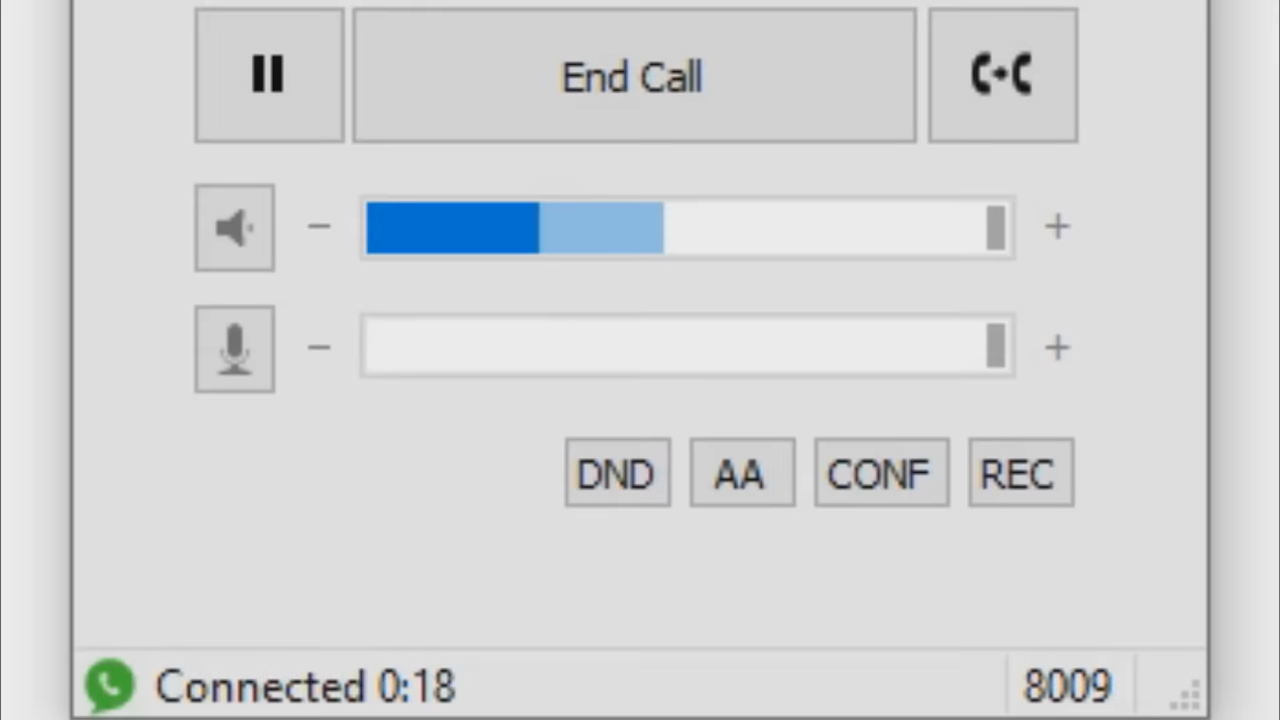 End Call
− +
− +
DND AA CONF REC
Connected 0:18 8009